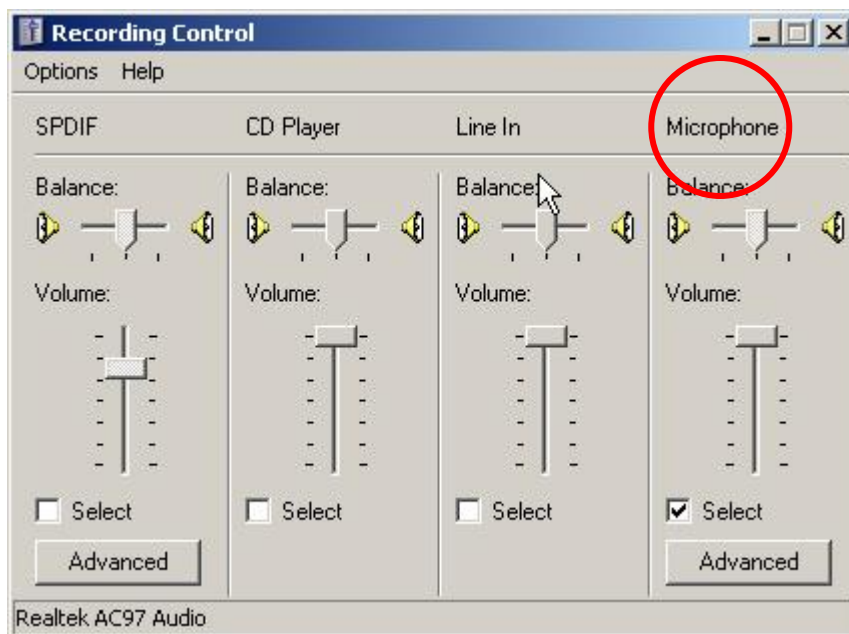 Recording Control
Options Help
SPDIF CD Player Line In Microphone
Balance: Balance: Balance: Balance:
Volume: Volume: Volume: Volume:
Select Select Select Select
Advanced Advanced
Realtek AC97 Audio